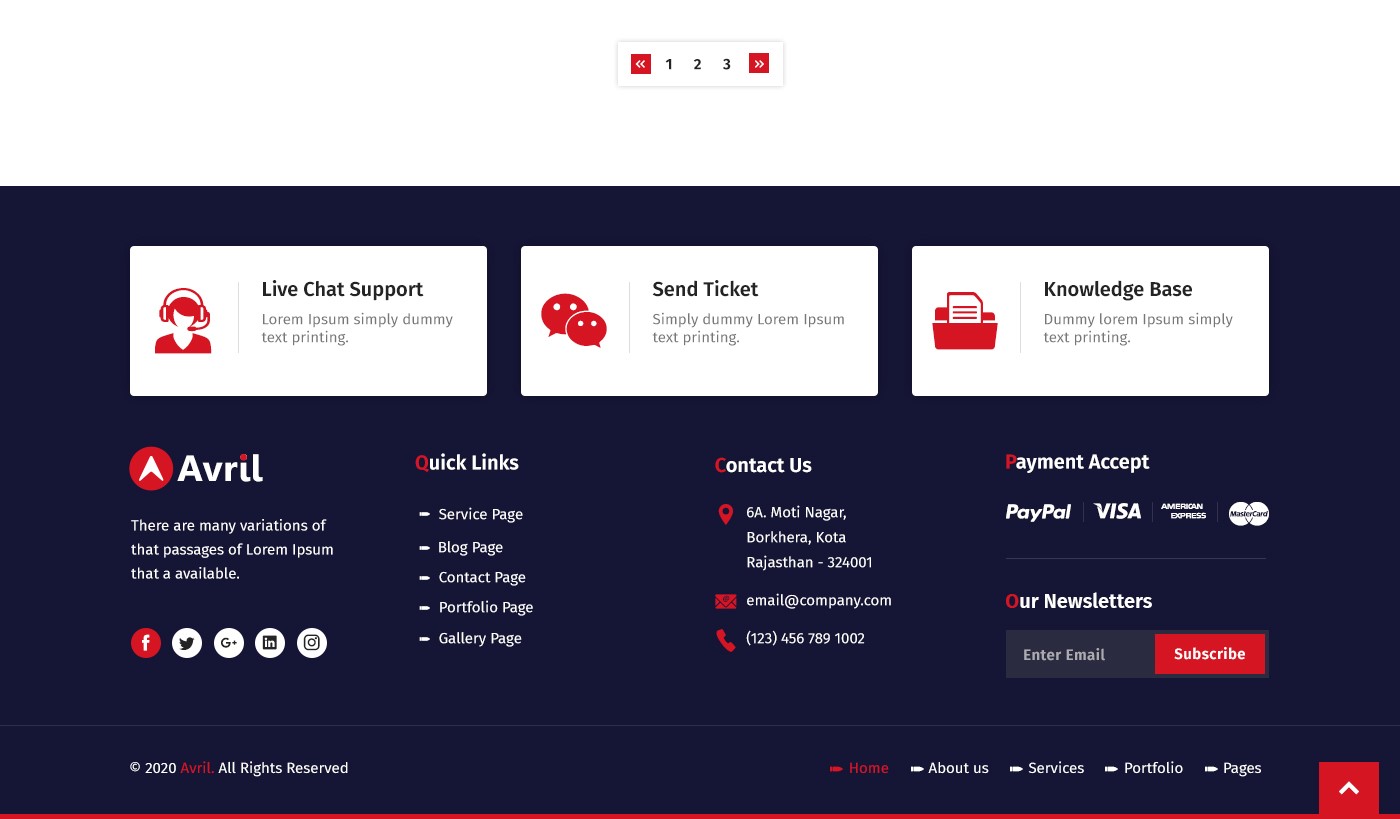 « 1 2 3 »
Live Chat Support
Lorem Ipsum simply dummy
text printing.
Send Ticket
Simply dummy Lorem Ipsum
text printing.
Knowledge Base
Dummy lorem Ipsum simply
text printing.
Avril
There are many variations of
that passages of Lorem Ipsum
that a available.
f G+ in
Quick Links
Service Page
Blog Page
Contact Page
Portfolio Page
Gallery Page
Contact Us
6A. Moti Nagar,
Borkhera, Kota
Rajasthan - 324001
email@company.com
(123) 456 789 1002
Payment Accept
PayPal VISA AMERICAN EXPRESS MasterCard
Our Newsletters
Enter Email Subscribe
© 2020 Avril. All Rights Reserved
Home About us Services Portfolio Pages